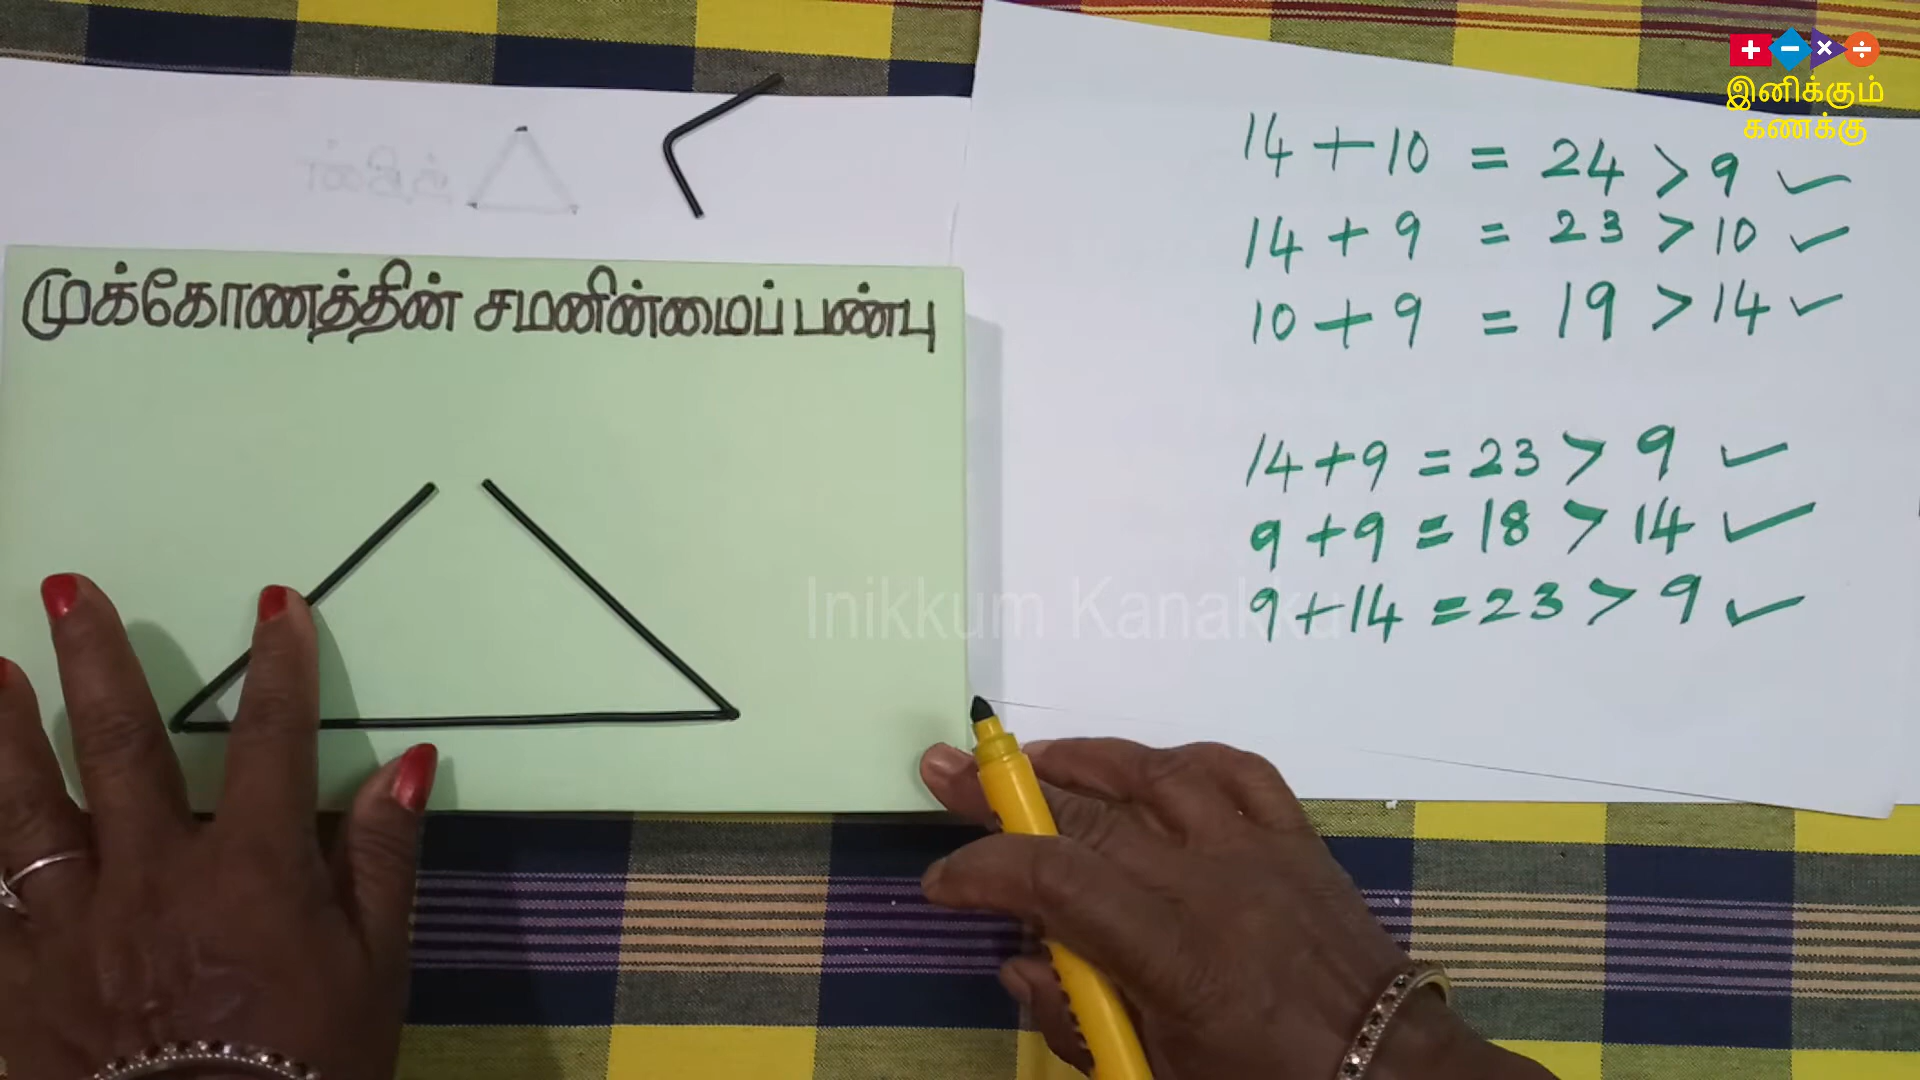 முக்கோணத்தின் சமனின்மைப் பண்பு
14 + 10 = 24 > 9 ✓
14 + 9 = 23 > 10 ✓
10 + 9 = 19 > 14 ✓
14 + 9 = 23 > 9 ✓
9 + 9 = 18 > 14 ✓
9 + 14 = 23 > 9 ✓
+ − × ÷
இனிக்கும்
கணக்கு
Inikkum Kanakku